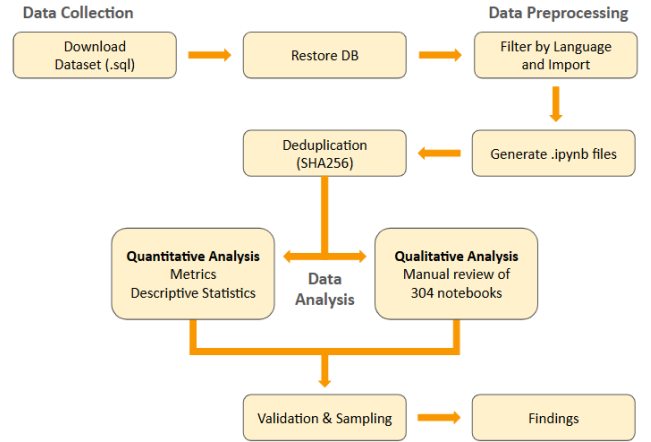 Data Collection
Data Preprocessing
Download
Dataset (.sql)
Restore DB
Filter by Language
and Import
Deduplication
(SHA256)
Generate .ipynb files
Quantitative Analysis
Metrics
Descriptive Statistics
Data
Analysis
Qualitative Analysis
Manual review of
304 notebooks
Validation & Sampling
Findings